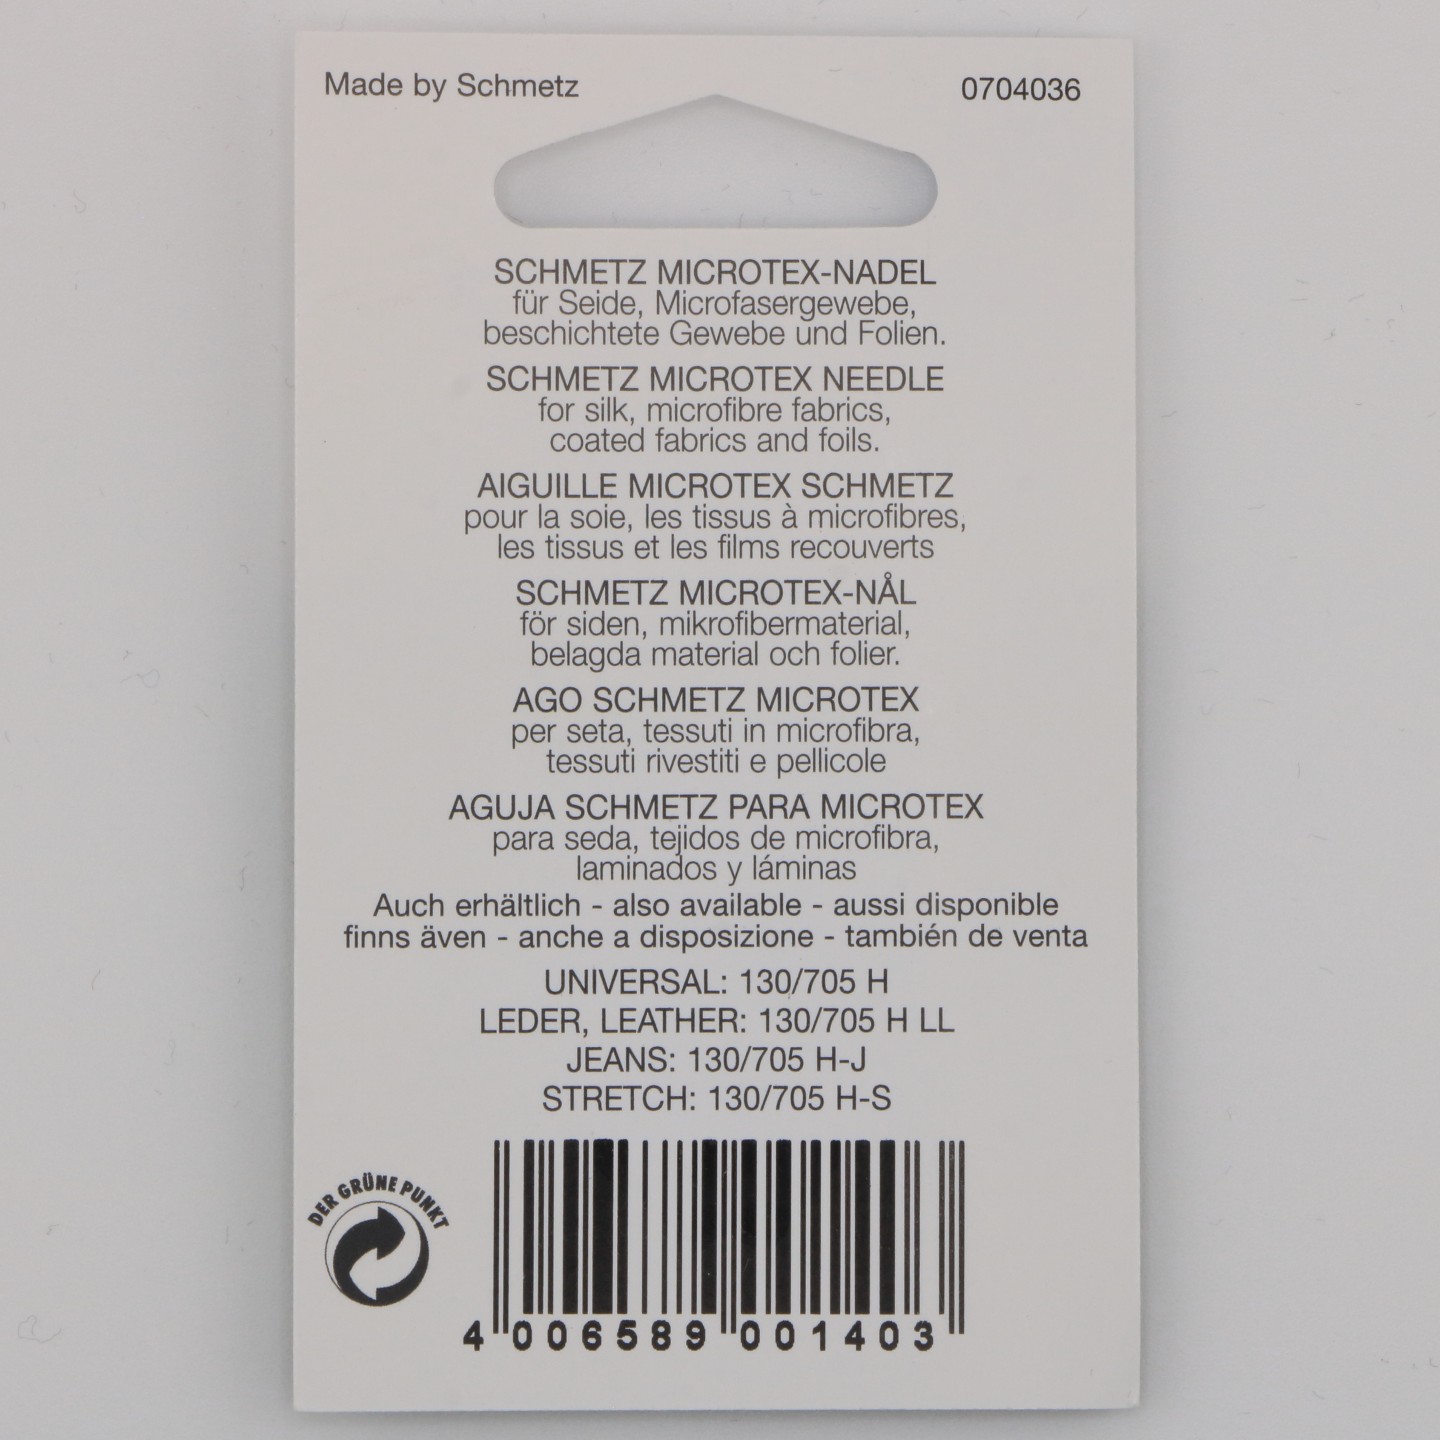 Made by Schmetz
0704036
SCHMETZ MICROTEX-NADEL
für Seide, Microfasergewebe,
beschichtete Gewebe und Folien.
SCHMETZ MICROTEX NEEDLE
for silk, microfibre fabrics,
coated fabrics and foils.
AIGUILLE MICROTEX SCHMETZ
pour la soie, les tissus à microfibres,
les tissus et les films recouverts
SCHMETZ MICROTEX-NÅL
för siden, mikrofibermaterial,
belagda material och folier.
AGO SCHMETZ MICROTEX
per seta, tessuti in microfibra,
tessuti rivestiti e pellicole
AGUJA SCHMETZ PARA MICROTEX
para seda, tejidos de microfibra,
laminados y láminas
Auch erhältlich - also available - aussi disponible
finns även - anche a disposizione - también de venta
UNIVERSAL: 130/705 H
LEDER, LEATHER: 130/705 H LL
JEANS: 130/705 H-J
STRETCH: 130/705 H-S
DER GRÜNE PUNKT
4 006589 001403